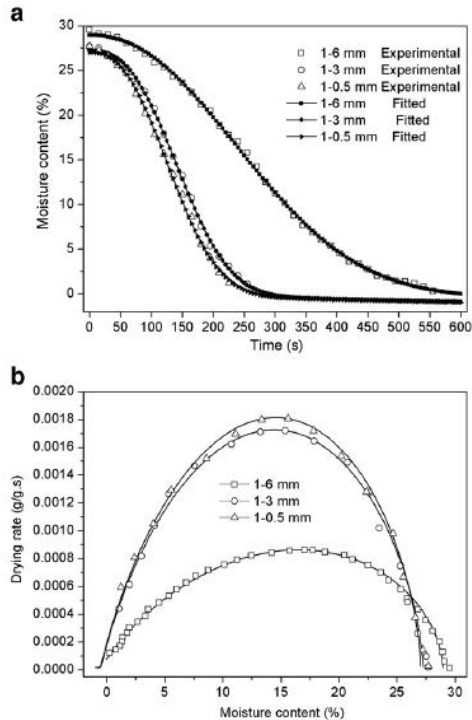 a
30
25
20
15
10
5
0
Moisture content (%)
1-6 mm Experimental
1-3 mm Experimental
1-0.5 mm Experimental
1-6 mm Fitted
1-3 mm Fitted
1-0.5 mm Fitted
0 50 100 150 200 250 300 350 400 450 500 550 600
Time (s)
b
0.0020
0.0018
0.0016
0.0014
0.0012
0.0010
0.0008
0.0006
0.0004
0.0002
0.0000
Drying rate (g/g.s)
1-6 mm
1-3 mm
1-0.5 mm
0 5 10 15 20 25 30
Moisture content (%)